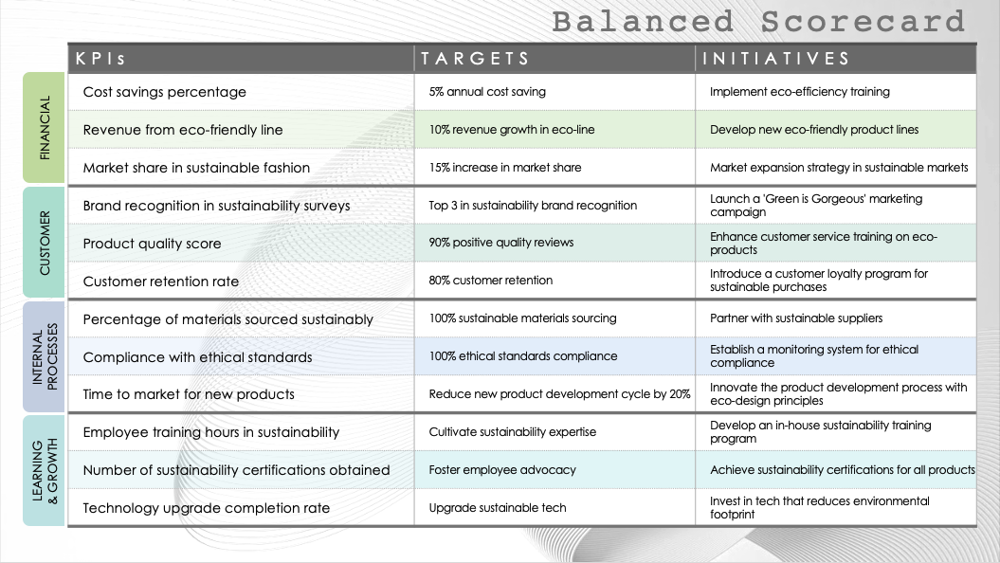 Balanced Scorecard
KPIs TARGETS INITIATIVES
FINANCIAL
Cost savings percentage 5% annual cost saving Implement eco-efficiency training
Revenue from eco-friendly line 10% revenue growth in eco-line Develop new eco-friendly product lines
Market share in sustainable fashion 15% increase in market share Market expansion strategy in sustainable markets
CUSTOMER
Brand recognition in sustainability surveys Top 3 in sustainability brand recognition Launch a 'Green is Gorgeous' marketing
campaign
Product quality score 90% positive quality reviews Enhance customer service training on eco-
products
Customer retention rate 80% customer retention Introduce a customer loyalty program for
sustainable purchases
INTERNAL
PROCESSES
Percentage of materials sourced sustainably 100% sustainable materials sourcing Partner with sustainable suppliers
Compliance with ethical standards 100% ethical standards compliance Establish a monitoring system for ethical
compliance
Time to market for new products Reduce new product development cycle by 20% Innovate the product development process with
eco-design principles
LEARNING
& GROWTH
Employee training hours in sustainability Cultivate sustainability expertise Develop an in-house sustainability training
program
Number of sustainability certifications obtained Foster employee advocacy Achieve sustainability certifications for all products
Technology upgrade completion rate Upgrade sustainable tech Invest in tech that reduces environmental
footprint